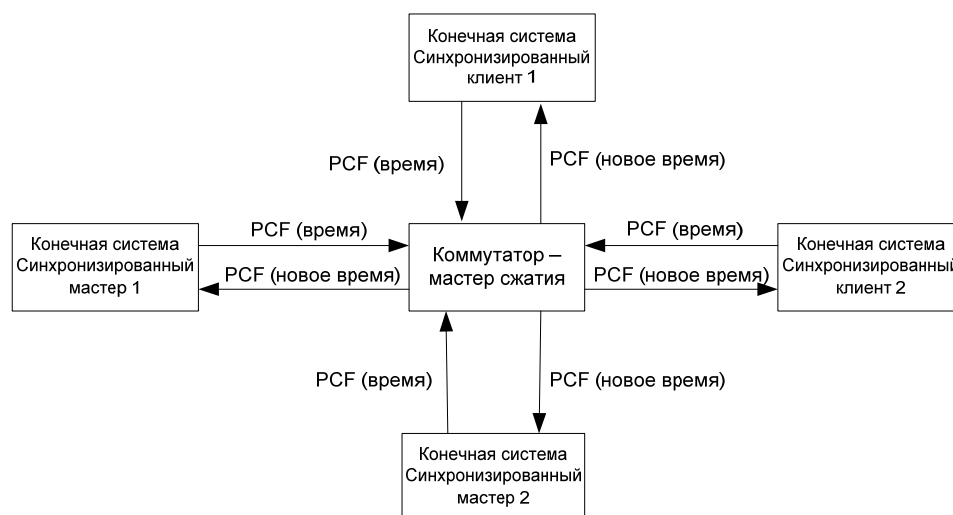 Конечная система
Синхронизированный
клиент 1
PCF (время)
PCF (новое время)
Конечная система
Синхронизированный
мастер 1
PCF (время)
PCF (новое время)
Коммутатор –
мастер сжатия
PCF (время)
PCF (новое время)
Конечная система
Синхронизированный
клиент 2
PCF (время)
PCF (новое время)
Конечная система
Синхронизированный
мастер 2